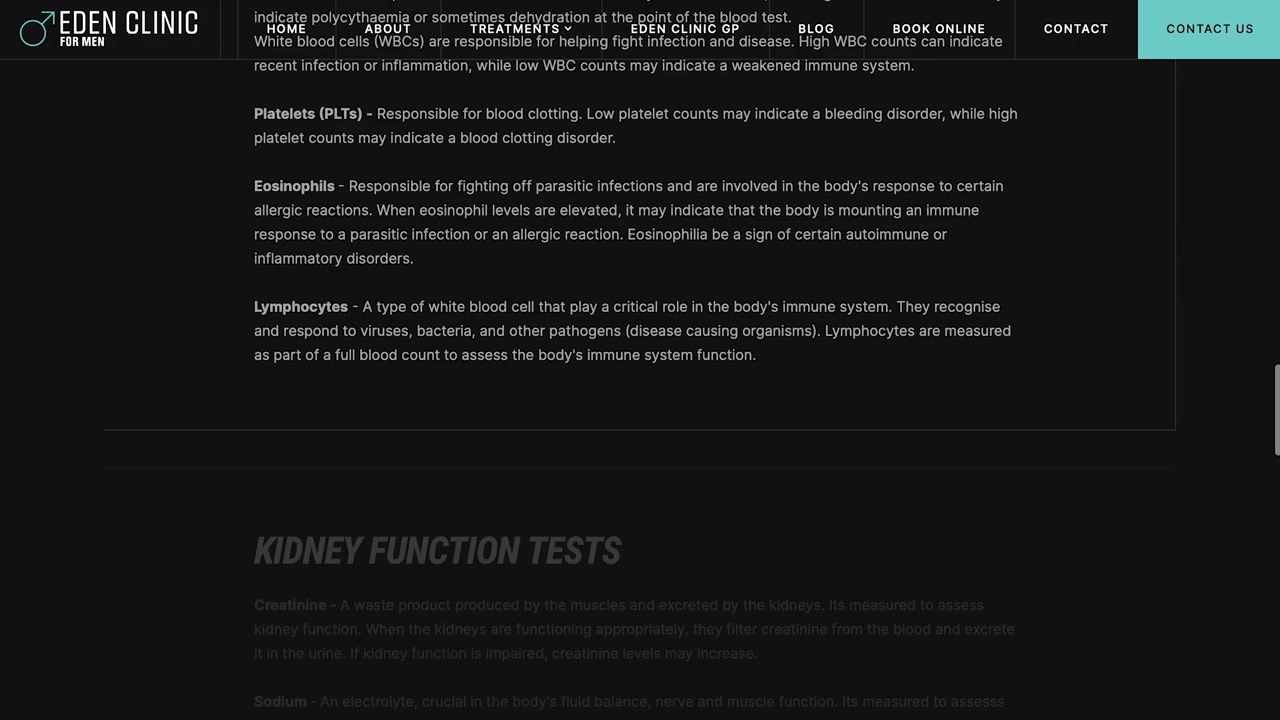 EDEN CLINIC
FOR MEN
HOME
ABOUT
TREATMENTS
EDEN CLINIC GP
BLOG
BOOK ONLINE
CONTACT
CONTACT US
indicate polycythaemia or sometimes dehydration at the point of the blood test.
White blood cells (WBCs) are responsible for helping fight infection and disease. High WBC counts can indicate
recent infection or inflammation, while low WBC counts may indicate a weakened immune system.
Platelets (PLTs) - Responsible for blood clotting. Low platelet counts may indicate a bleeding disorder, while high
platelet counts may indicate a blood clotting disorder.
Eosinophils - Responsible for fighting off parasitic infections and are involved in the body's response to certain
allergic reactions. When eosinophil levels are elevated, it may indicate that the body is mounting an immune
response to a parasitic infection or an allergic reaction. Eosinophilia be a sign of certain autoimmune or
inflammatory disorders.
Lymphocytes - A type of white blood cell that play a critical role in the body's immune system. They recognise
and respond to viruses, bacteria, and other pathogens (disease causing organisms). Lymphocytes are measured
as part of a full blood count to assess the body's immune system function.
KIDNEY FUNCTION TESTS
Creatinine - A waste product produced by the muscles and excreted by the kidneys. Its measured to assess
kidney function. When the kidneys are functioning appropriately, they filter creatinine from the blood and excrete
it in the urine. If kidney function is impaired, creatinine levels may increase.
Sodium - An electrolyte, crucial in the body's fluid balance, nerve and muscle function. Its measured to assesss